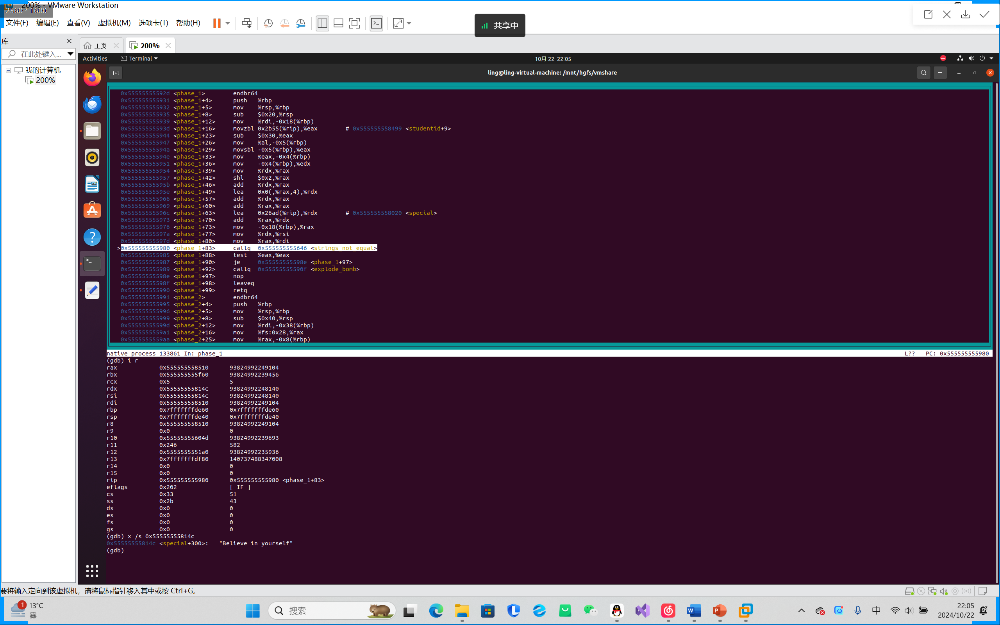 200% - VMware Workstation
2560 * 1600
文件(F) 编辑(E) 查看(V) 虚拟机(M) 选项卡(T) 帮助(H)
共享中
库
在此处键入...
主页
200%
我的计算机
200%
Activities Terminal 10月 22 22:05
ling@ling-virtual-machine: /mnt/hgfs/vmshare
0x55555555592d <phase_1> endbr64
0x555555555931 <phase_1+4> push %rbp
0x555555555932 <phase_1+5> mov %rsp,%rbp
0x555555555935 <phase_1+8> sub $0x20,%rsp
0x555555555939 <phase_1+12> mov %rdi,-0x18(%rbp)
0x55555555593d <phase_1+16> movzbl 0x2b55(%rip),%eax # 0x555555558499 <studentid+9>
0x555555555944 <phase_1+23> sub $0x30,%eax
0x555555555947 <phase_1+26> mov %al,-0x5(%rbp)
0x55555555594a <phase_1+29> movsbl -0x5(%rbp),%eax
0x55555555594e <phase_1+33> mov %eax,-0x4(%rbp)
0x555555555951 <phase_1+36> mov -0x4(%rbp),%edx
0x555555555954 <phase_1+39> mov %rdx,%rax
0x555555555957 <phase_1+42> shl $0x2,%rax
0x55555555595b <phase_1+46> add %rdx,%rax
0x55555555595e <phase_1+49> lea 0x0(,%rax,4),%rdx
0x555555555966 <phase_1+57> add %rdx,%rax
0x555555555969 <phase_1+60> add %rax,%rax
0x55555555596c <phase_1+63> lea 0x26ad(%rip),%rdx # 0x555555558020 <special>
0x555555555973 <phase_1+70> add %rax,%rdx
0x555555555976 <phase_1+73> mov -0x18(%rbp),%rax
0x55555555597a <phase_1+77> mov %rdx,%rsi
0x55555555597d <phase_1+80> mov %rax,%rdi
>0x555555555980 <phase_1+83> callq 0x555555555646 <strings_not_equal>
0x555555555985 <phase_1+88> test %eax,%eax
0x555555555987 <phase_1+90> je 0x55555555598e <phase_1+97>
0x555555555989 <phase_1+92> callq 0x55555555590f <explode_bomb>
0x55555555598e <phase_1+97> nop
0x55555555598f <phase_1+98> leaveq
0x555555555990 <phase_1+99> retq
0x555555555991 <phase_2> endbr64
0x555555555995 <phase_2+4> push %rbp
0x555555555996 <phase_2+5> mov %rsp,%rbp
0x555555555999 <phase_2+8> sub $0x40,%rsp
0x55555555599d <phase_2+12> mov %rdi,-0x38(%rbp)
0x5555555559a1 <phase_2+16> mov %fs:0x28,%rax
0x5555555559aa <phase_2+25> mov %rax,-0x8(%rbp)
native process 133861 In: phase_1 L?? PC: 0x555555555980
(gdb) i r
rax 0x555555558510 93824992249104
rbx 0x555555555f60 93824992239456
rcx 0x5 5
rdx 0x55555555814c 93824992248140
rsi 0x55555555814c 93824992248140
rdi 0x555555558510 93824992249104
rbp 0x7fffffffde60 0x7fffffffde60
rsp 0x7fffffffde40 0x7fffffffde40
r8 0x555555558510 93824992249104
r9 0x0 0
r10 0x55555555604d 93824992239693
r11 0x246 582
r12 0x5555555551a0 93824992235936
r13 0x7fffffffdf80 140737488347008
r14 0x0 0
r15 0x0 0
rip 0x555555555980 0x555555555980 <phase_1+83>
eflags 0x202 [ IF ]
cs 0x33 51
ss 0x2b 43
ds 0x0 0
es 0x0 0
fs 0x0 0
gs 0x0 0
(gdb) x /s 0x55555555814c
0x55555555814c <special+300>: "Believe in yourself"
(gdb)
要将输入定向到该虚拟机，请将鼠标指针移入其中或按 Ctrl+G。
1
13°C
雾
搜索
中
22:05
2024/10/22